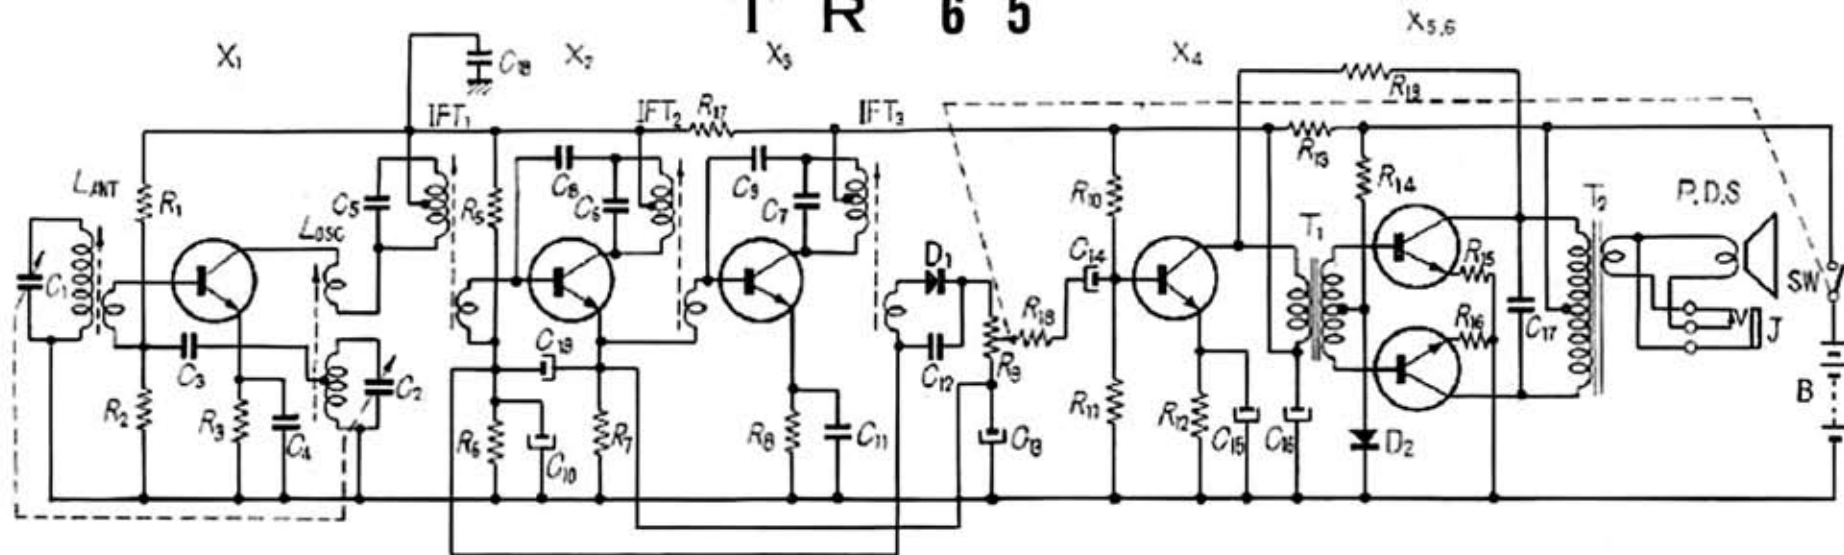 TR 65
X5,6
X1
X2
X3
X4
C18
R19
IFT1
IFT2
R17
IFT3
R13
LANT
R1
C5
R5
C8
C6
C9
C7
R10
R14
P.D.S
T2
T1
LOSC
C1
D1
C14
R15
SW
R18
R16
C17
J
C3
C2
C19
C12
R9
R2
R3
C4
R6
C10
R7
R8
C11
C13
R11
R12
C15
C16
D2
B